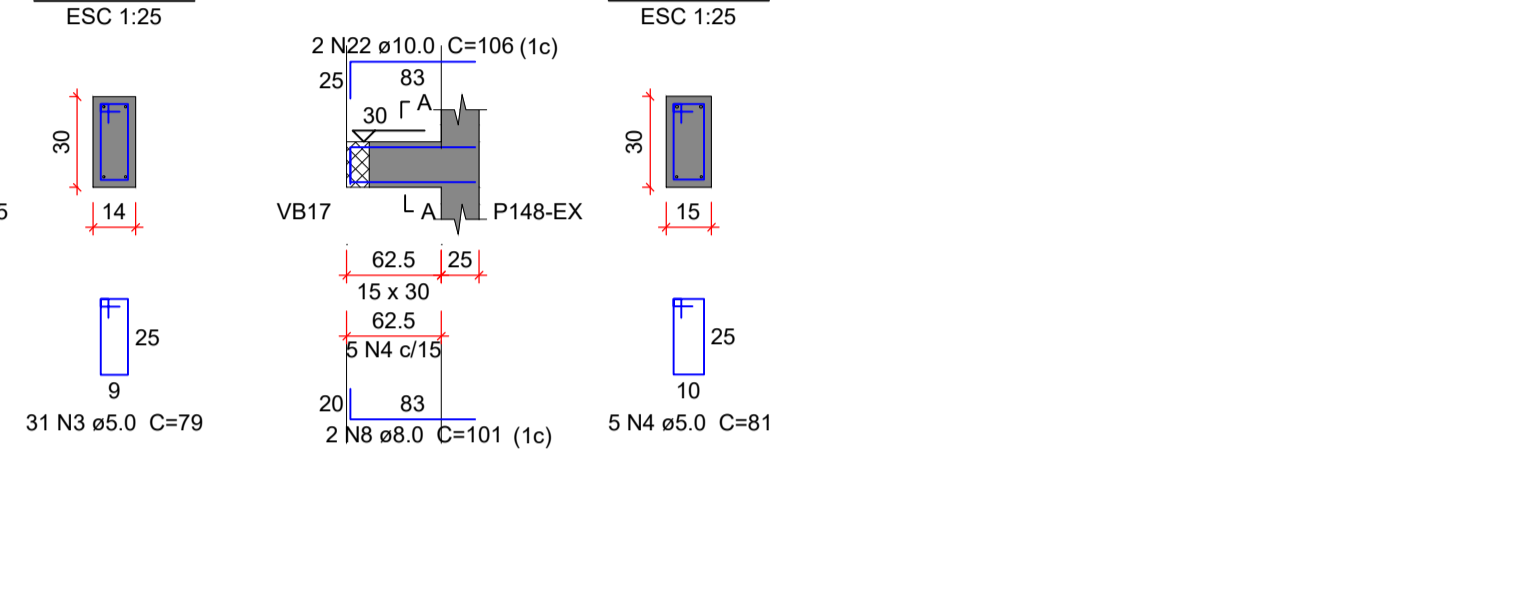 ESC 1:25
30
14
25
9
31 N3 ø5.0 C=79
5
2 N22 ø10.0 C=106 (1c)
25
83
A
30
VB17
A
P148-EX
62.5
25
15 x 30
62.5
5 N4 c/15
20
83
2 N8 ø8.0 C=101 (1c)
ESC 1:25
30
15
25
10
5 N4 ø5.0 C=81